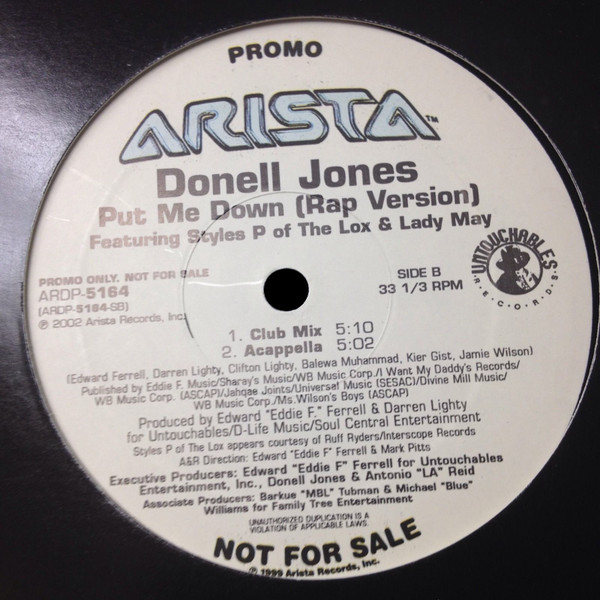 PROMO
ARISTA™
Donell Jones
Put Me Down (Rap Version)
Featuring Styles P of The Lox & Lady May
PROMO ONLY. NOT FOR SALE
ARDP-5164
(ARDP-5164-SB)
℗ 2002 Arista Records, Inc.
UNTOUCHABLES
R•E•C•O•R•D•S
SIDE B
33 1/3 RPM
1. Club Mix 5:10
2. Acappella 5:02
(Edward Ferrell, Darren Lighty, Clifton Lighty, Balewa Muhammad, Kier Gist, Jamie Wilson)
Published by Eddie F. Music/Sharay's Music/WB Music Corp./I Want My Daddy's Records/
WB Music Corp. (ASCAP)/Jahqae Joints/Universal Music (SESAC)/Divine Mill Music/
WB Music Corp./Ms.Wilson's Boys (ASCAP)
Produced by Edward "Eddie F." Ferrell & Darren Lighty
for Untouchables/D-Life Music/Soul Central Entertainment
Styles P of The Lox appears courtesy of Ruff Ryders/Interscope Records
A&R Direction: Edward "Eddie F" Ferrell & Mark Pitts
Executive Producers: Edward "Eddie F" Ferrell for Untouchables
Entertainment, Inc., Donell Jones & Antonio "LA" Reid
Associate Producers: Barkue "MBL" Tubman & Michael "Blue"
Williams for Family Tree Entertainment
UNAUTHORIZED DUPLICATION IS A
VIOLATION OF APPLICABLE LAWS.
NOT FOR SALE
℗ 1999 Arista Records, Inc.